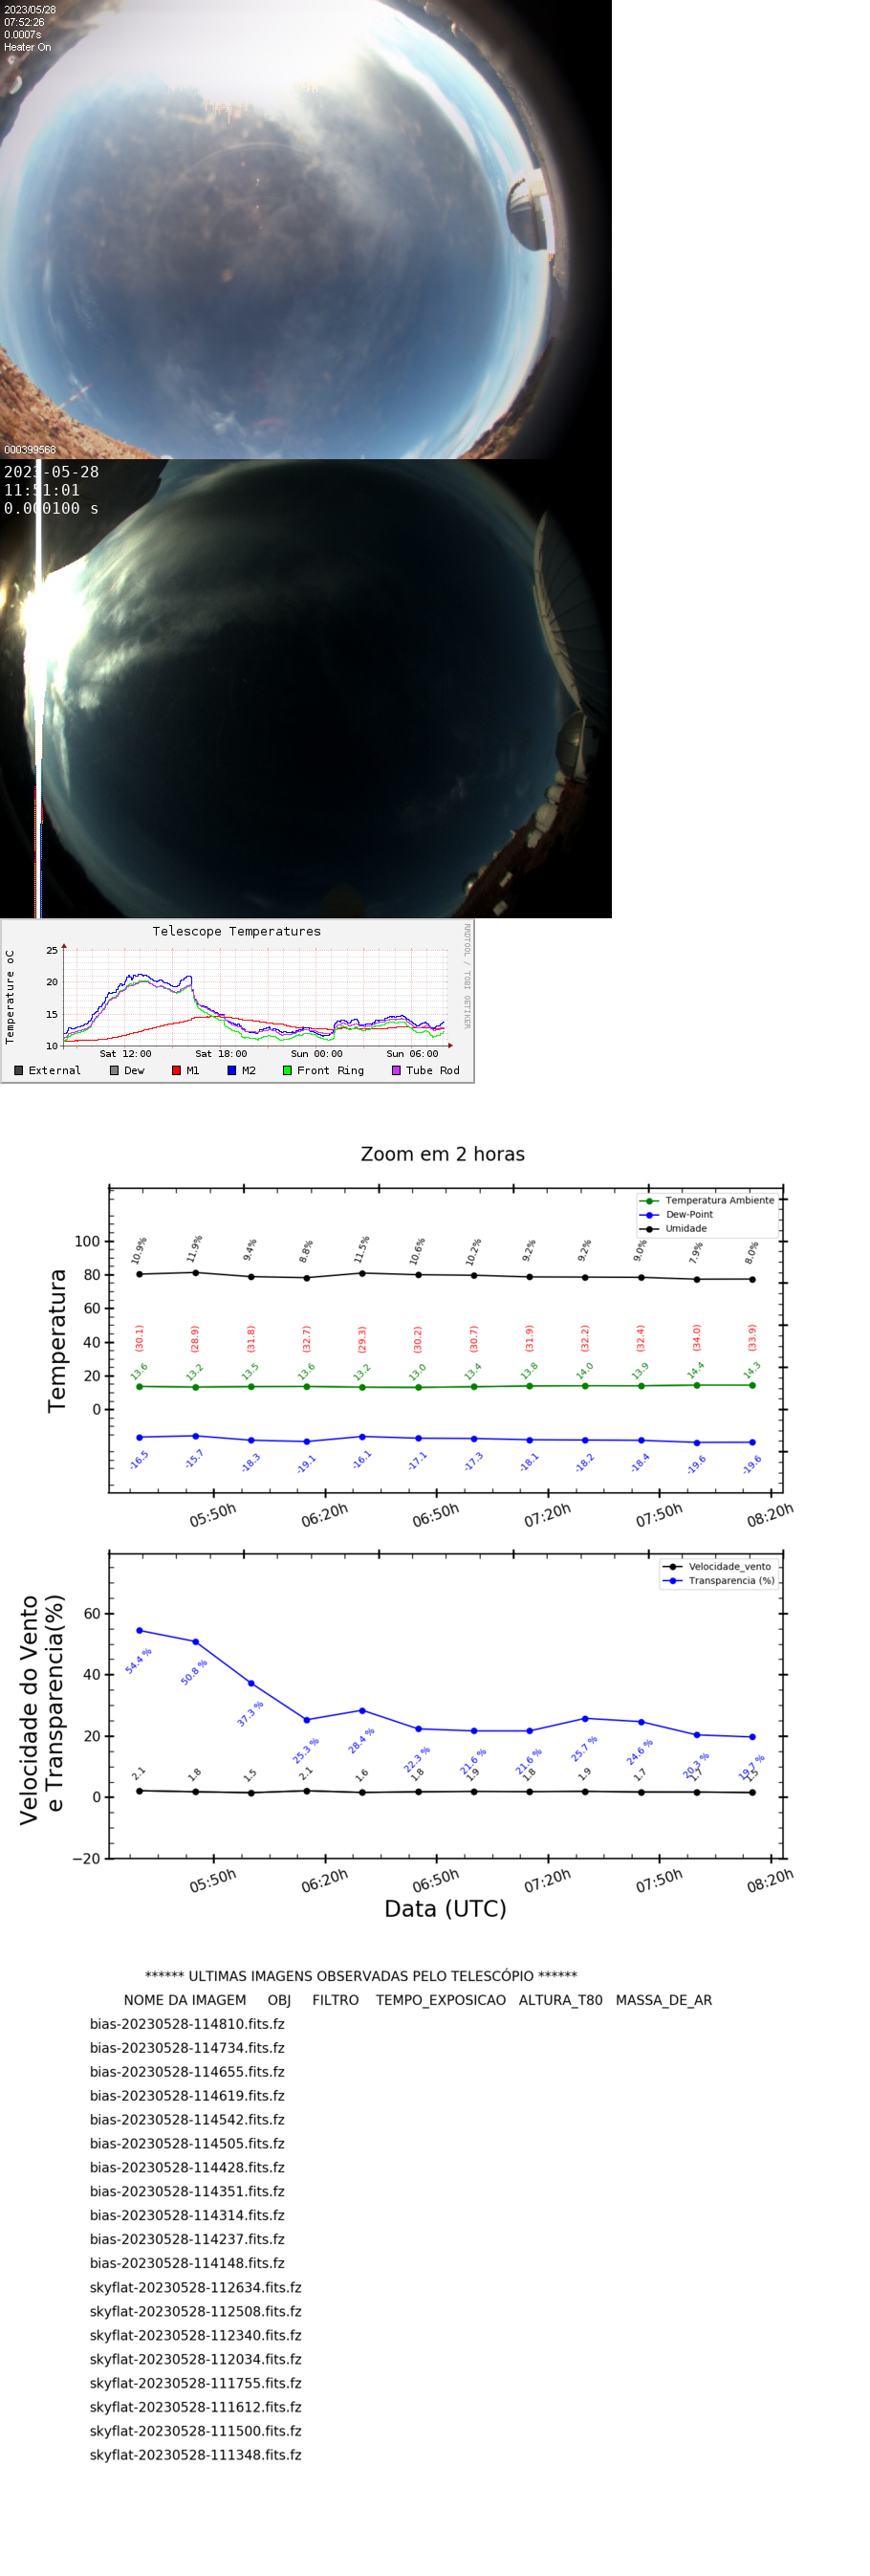 2023/05/28
07:52:26
0.0007s
Heater On
000399568
2023-05-28
11:51:01
0.000100 s
Telescope Temperatures
Temperature oC
25
20
15
10
Sat 12:00 Sat 18:00 Sun 00:00 Sun 06:00
External Dew M1 M2 Front Ring Tube Rod
RRDTOOL / TOBI OETIKER
Zoom em 2 horas
Temperatura Ambiente
Dew-Point
Umidade
Temperatura
100
80
60
40
20
0
10.9% 11.9% 9.4% 8.8% 11.5% 10.6% 10.2% 9.2% 9.2% 9.0% 7.9% 8.0%
(30.1) (28.9) (31.8) (32.7) (29.3) (30.2) (30.7) (31.9) (32.2) (32.4) (34.0) (33.9)
13.6 13.2 13.5 13.6 13.2 13.0 13.4 13.8 14.0 13.9 14.4 14.3
-16.5 -15.7 -18.3 -19.1 -16.1 -17.1 -17.3 -18.1 -18.2 -18.4 -19.6 -19.6
05:50h 06:20h 06:50h 07:20h 07:50h 08:20h
Velocidade_vento
Transparencia (%)
Velocidade do Vento
e Transparencia(%)
60
40
20
0
−20
54.4 % 50.8 % 37.3 % 25.3 % 28.4 % 22.3 % 21.6 % 21.6 % 25.7 % 24.6 % 20.3 % 19.7 %
2.1 1.8 1.5 2.1 1.6 1.8 1.9 1.8 1.9 1.7 1.7 1.5
05:50h 06:20h 06:50h 07:20h 07:50h 08:20h
Data (UTC)
****** ULTIMAS IMAGENS OBSERVADAS PELO TELESCÓPIO ******
NOME DA IMAGEM OBJ FILTRO TEMPO_EXPOSICAO ALTURA_T80 MASSA_DE_AR
bias-20230528-114810.fits.fz
bias-20230528-114734.fits.fz
bias-20230528-114655.fits.fz
bias-20230528-114619.fits.fz
bias-20230528-114542.fits.fz
bias-20230528-114505.fits.fz
bias-20230528-114428.fits.fz
bias-20230528-114351.fits.fz
bias-20230528-114314.fits.fz
bias-20230528-114237.fits.fz
bias-20230528-114148.fits.fz
skyflat-20230528-112634.fits.fz
skyflat-20230528-112508.fits.fz
skyflat-20230528-112340.fits.fz
skyflat-20230528-112034.fits.fz
skyflat-20230528-111755.fits.fz
skyflat-20230528-111612.fits.fz
skyflat-20230528-111500.fits.fz
skyflat-20230528-111348.fits.fz